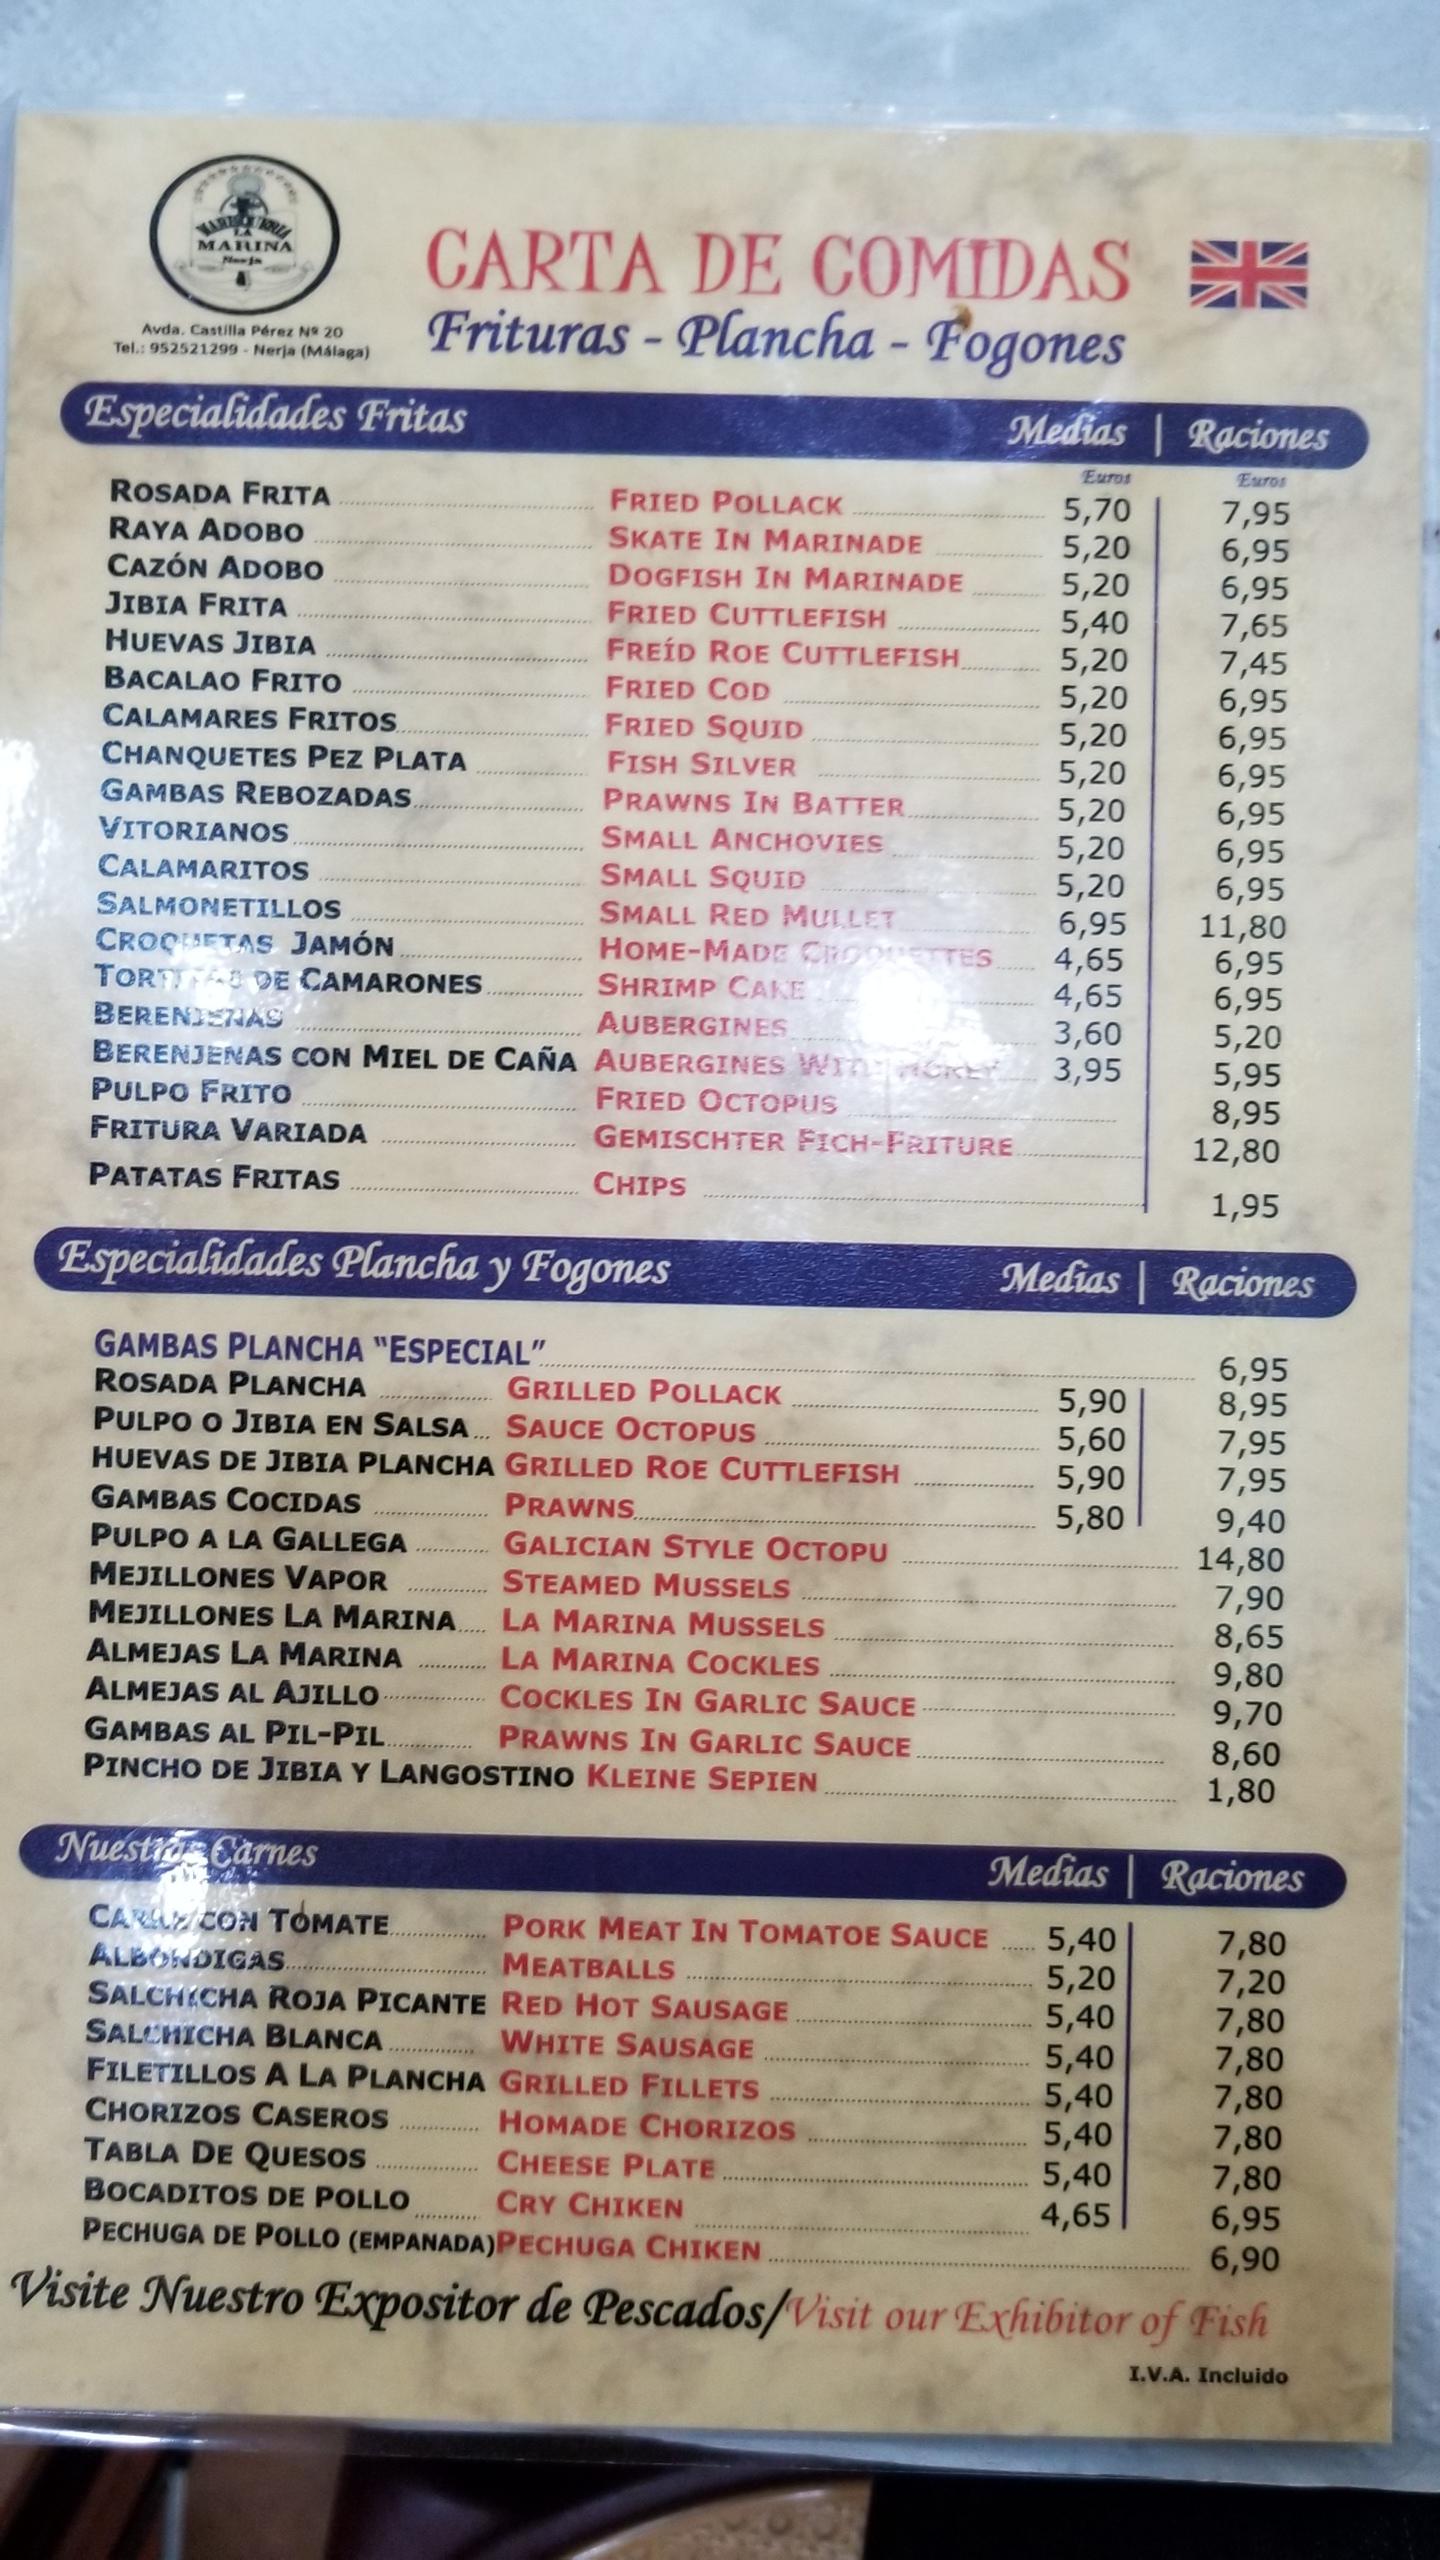 MARISQUERIA
LA
MARINA
Nerja
Avda. Castilla Pérez Nº 20
Tel.: 952521299 - Nerja (Málaga)
CARTA DE COMIDAS
Frituras - Plancha - Fogones
Especialidades Fritas Medias | Raciones
Euros Euros
ROSADA FRITA FRIED POLLACK 5,70 7,95
RAYA ADOBO SKATE IN MARINADE 5,20 6,95
CAZÓN ADOBO DOGFISH IN MARINADE 5,20 6,95
JIBIA FRITA FRIED CUTTLEFISH 5,40 7,65
HUEVAS JIBIA FREÍD ROE CUTTLEFISH 5,20 7,45
BACALAO FRITO FRIED COD 5,20 6,95
CALAMARES FRITOS FRIED SQUID 5,20 6,95
CHANQUETES PEZ PLATA FISH SILVER 5,20 6,95
GAMBAS REBOZADAS PRAWNS IN BATTER 5,20 6,95
VITORIANOS SMALL ANCHOVIES 5,20 6,95
CALAMARITOS SMALL SQUID 5,20 6,95
SALMONETILLOS SMALL RED MULLET 6,95 11,80
CROQUETAS JAMÓN HOME-MADE CROQUETTES 4,65 6,95
TORTITAS DE CAMARONES SHRIMP CAKE 4,65 6,95
BERENJENAS AUBERGINES 3,60 5,20
BERENJENAS CON MIEL DE CAÑA AUBERGINES WITH HONEY 3,95 5,95
PULPO FRITO FRIED OCTOPUS 8,95
FRITURA VARIADA GEMISCHTER FICH-FRITURE 12,80
PATATAS FRITAS CHIPS 1,95
Especialidades Plancha y Fogones Medias | Raciones
GAMBAS PLANCHA "ESPECIAL" 6,95
ROSADA PLANCHA GRILLED POLLACK 5,90 8,95
PULPO O JIBIA EN SALSA SAUCE OCTOPUS 5,60 7,95
HUEVAS DE JIBIA PLANCHA GRILLED ROE CUTTLEFISH 5,90 7,95
GAMBAS COCIDAS PRAWNS 5,80 9,40
PULPO A LA GALLEGA GALICIAN STYLE OCTOPU 14,80
MEJILLONES VAPOR STEAMED MUSSELS 7,90
MEJILLONES LA MARINA LA MARINA MUSSELS 8,65
ALMEJAS LA MARINA LA MARINA COCKLES 9,80
ALMEJAS AL AJILLO COCKLES IN GARLIC SAUCE 9,70
GAMBAS AL PIL-PIL PRAWNS IN GARLIC SAUCE 8,60
PINCHO DE JIBIA Y LANGOSTINO KLEINE SEPIEN 1,80
Nuestras Carnes Medias | Raciones
CARNE CON TOMATE PORK MEAT IN TOMATOE SAUCE 5,40 7,80
ALBONDIGAS MEATBALLS 5,20 7,20
SALCHICHA ROJA PICANTE RED HOT SAUSAGE 5,40 7,80
SALCHICHA BLANCA WHITE SAUSAGE 5,40 7,80
FILETILLOS A LA PLANCHA GRILLED FILLETS 5,40 7,80
CHORIZOS CASEROS HOMADE CHORIZOS 5,40 7,80
TABLA DE QUESOS CHEESE PLATE 5,40 7,80
BOCADITOS DE POLLO CRY CHIKEN 4,65 6,95
PECHUGA DE POLLO (EMPANADA) PECHUGA CHIKEN 6,90
Visite Nuestro Expositor de Pescados/Visit our Exhibitor of Fish
I.V.A. Incluido